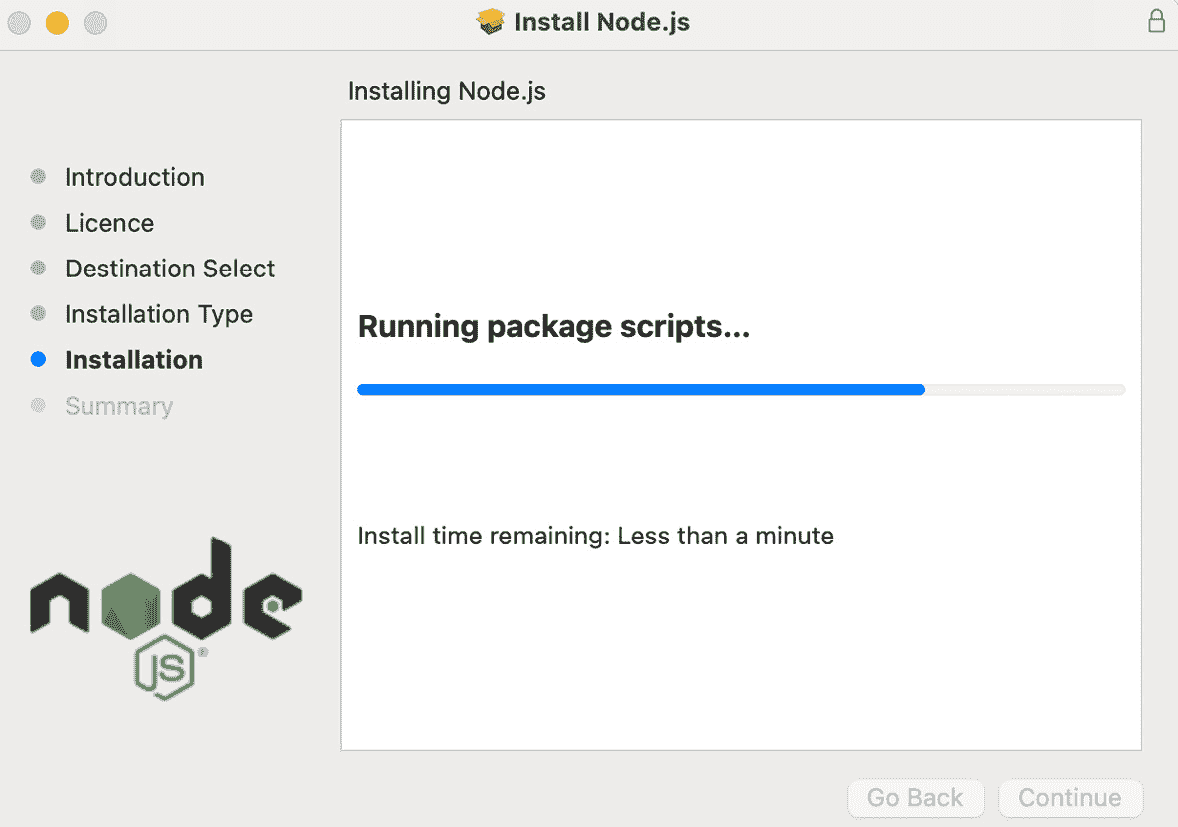 Install Node.js
Installing Node.js
Introduction
Licence
Destination Select
Installation Type
Installation
Summary
Running package scripts...
Install time remaining: Less than a minute
node
JS®
Go Back
Continue